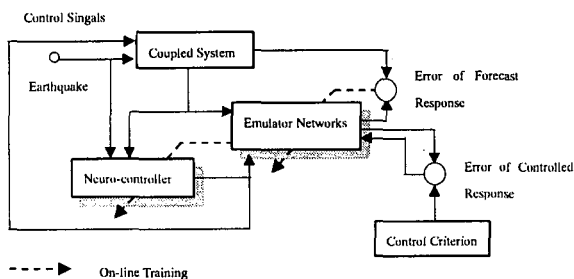 Control Singals
Coupled System
Earthquake
Error of Forecast
Response
Emulator Networks
Neuro-controller
Error of Controlled
Response
Control Criterion
On-line Training